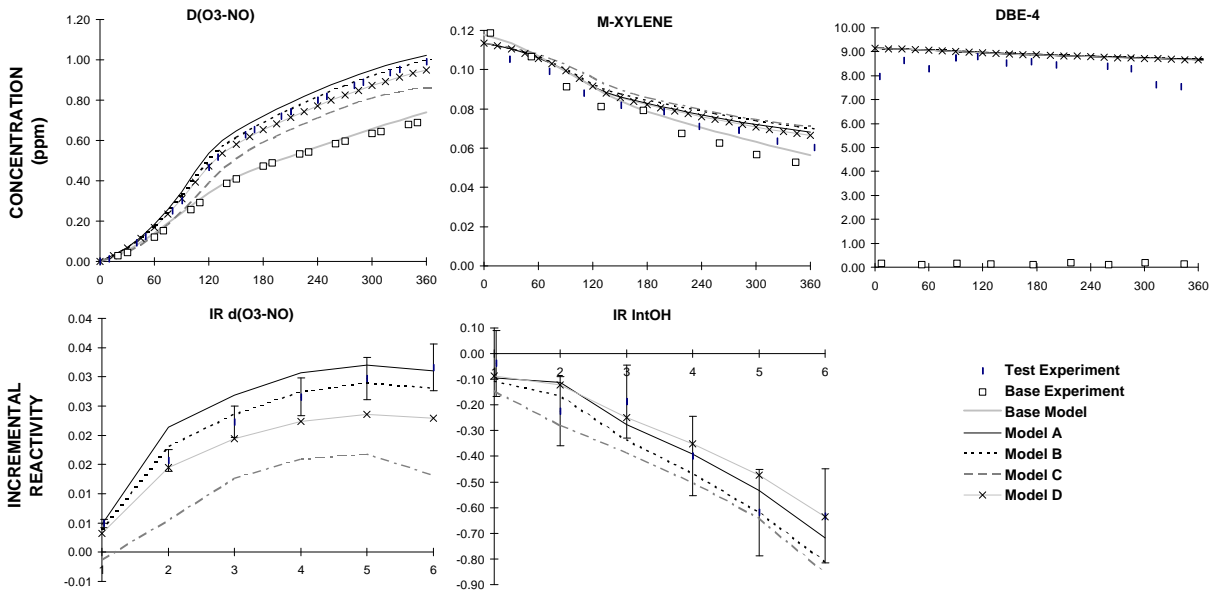 D(O3-NO)
M-XYLENE
DBE-4
CONCENTRATION
(ppm)
1.20
1.00
0.80
0.60
0.40
0.20
0.00
0 60 120 180 240 300 360
0.12
0.10
0.08
0.06
0.04
0.02
0.00
0 60 120 180 240 300 360
10.00
9.00
8.00
7.00
6.00
5.00
4.00
3.00
2.00
1.00
0.00
0 60 120 180 240 300 360
IR d(O3-NO)
IR IntOH
INCREMENTAL
REACTIVITY
0.04
0.04
0.03
0.03
0.02
0.02
0.01
0.01
0.00
-0.01
1 2 3 4 5 6
0.10
0.00
-0.10
-0.20
-0.30
-0.40
-0.50
-0.60
-0.70
-0.80
-0.90
1 2 3 4 5 6
Test Experiment
Base Experiment
Base Model
Model A
Model B
Model C
Model D